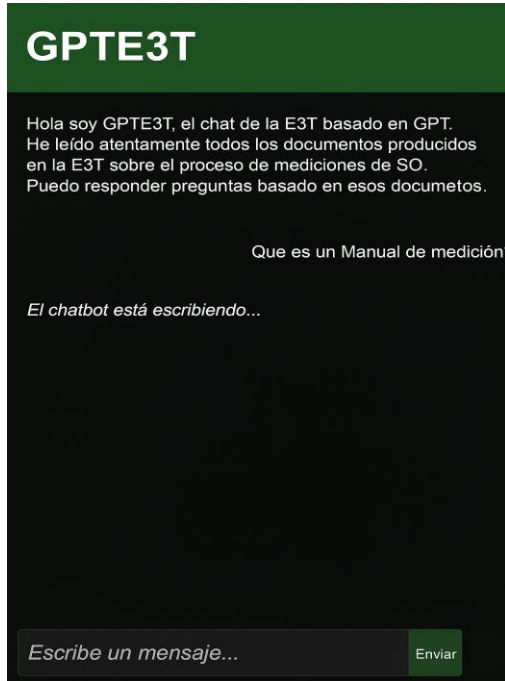 GPTE3T
Hola soy GPTE3T, el chat de la E3T basado en GPT.
He leído atentamente todos los documentos producidos
en la E3T sobre el proceso de mediciones de SO.
Puedo responder preguntas basado en esos documetos.
Que es un Manual de medición?
El chatbot está escribiendo...
Escribe un mensaje...
Enviar